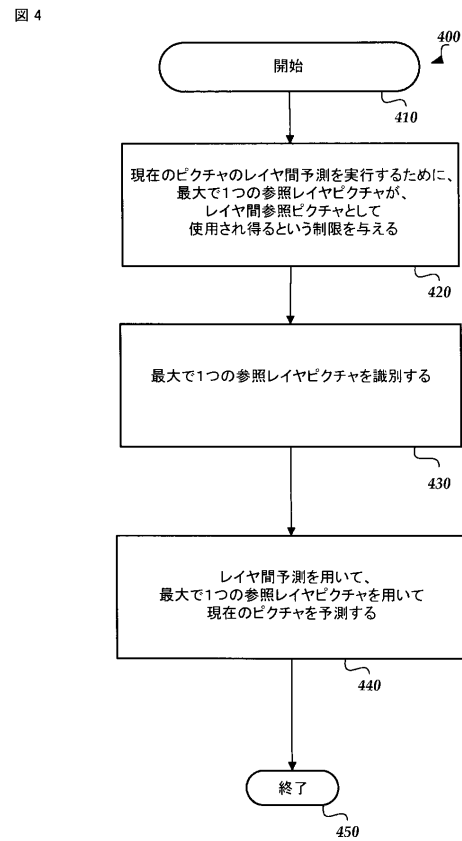 図 4
400
開始
410
現在のピクチャのレイヤ間予測を実行するために、
最大で1つの参照レイヤピクチャが、
レイヤ間参照ピクチャとして
使用され得るという制限を与える
420
最大で1つの参照レイヤピクチャを識別する
430
レイヤ間予測を用いて、
最大で1つの参照レイヤピクチャを用いて
現在のピクチャを予測する
440
終了
450